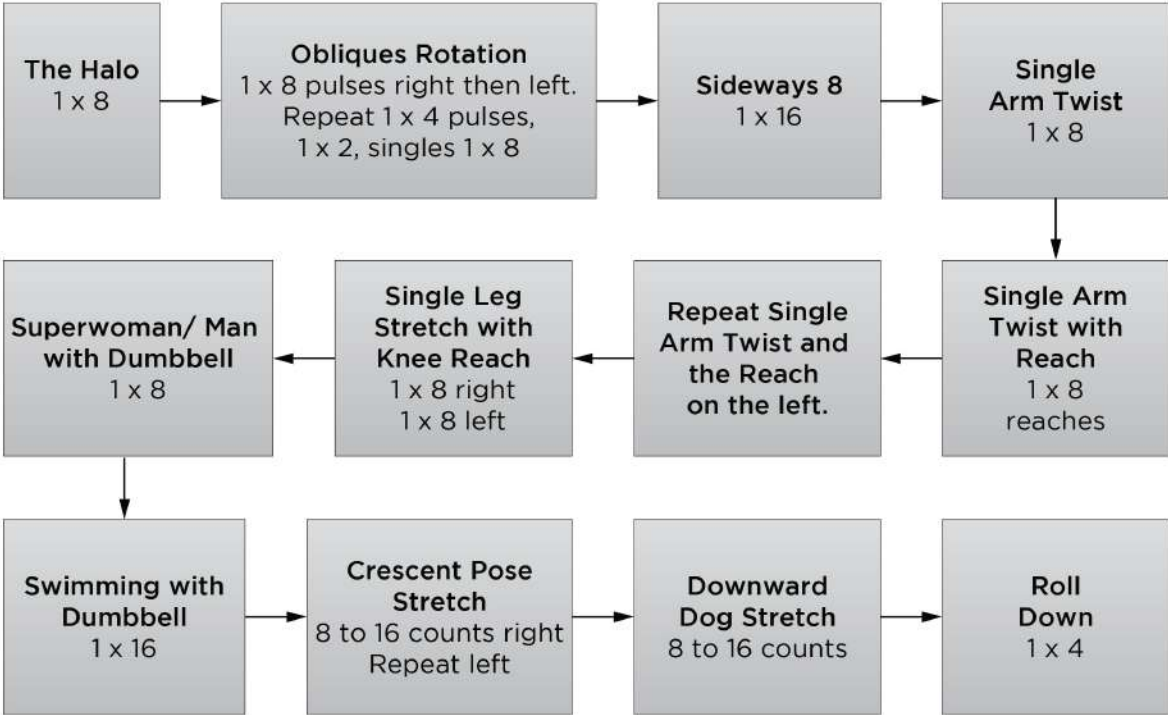 The Halo
1 x 8
Obliques Rotation
1 x 8 pulses right then left.
Repeat 1 x 4 pulses,
1 x 2, singles 1 x 8
Sideways 8
1 x 16
Single
Arm Twist
1 x 8
Single Arm
Twist with
Reach
1 x 8
reaches
Repeat Single
Arm Twist and
the Reach
on the left.
Single Leg
Stretch with
Knee Reach
1 x 8 right
1 x 8 left
Superwoman/ Man
with Dumbbell
1 x 8
Swimming with
Dumbbell
1 x 16
Crescent Pose
Stretch
8 to 16 counts right
Repeat left
Downward
Dog Stretch
8 to 16 counts
Roll
Down
1 x 4